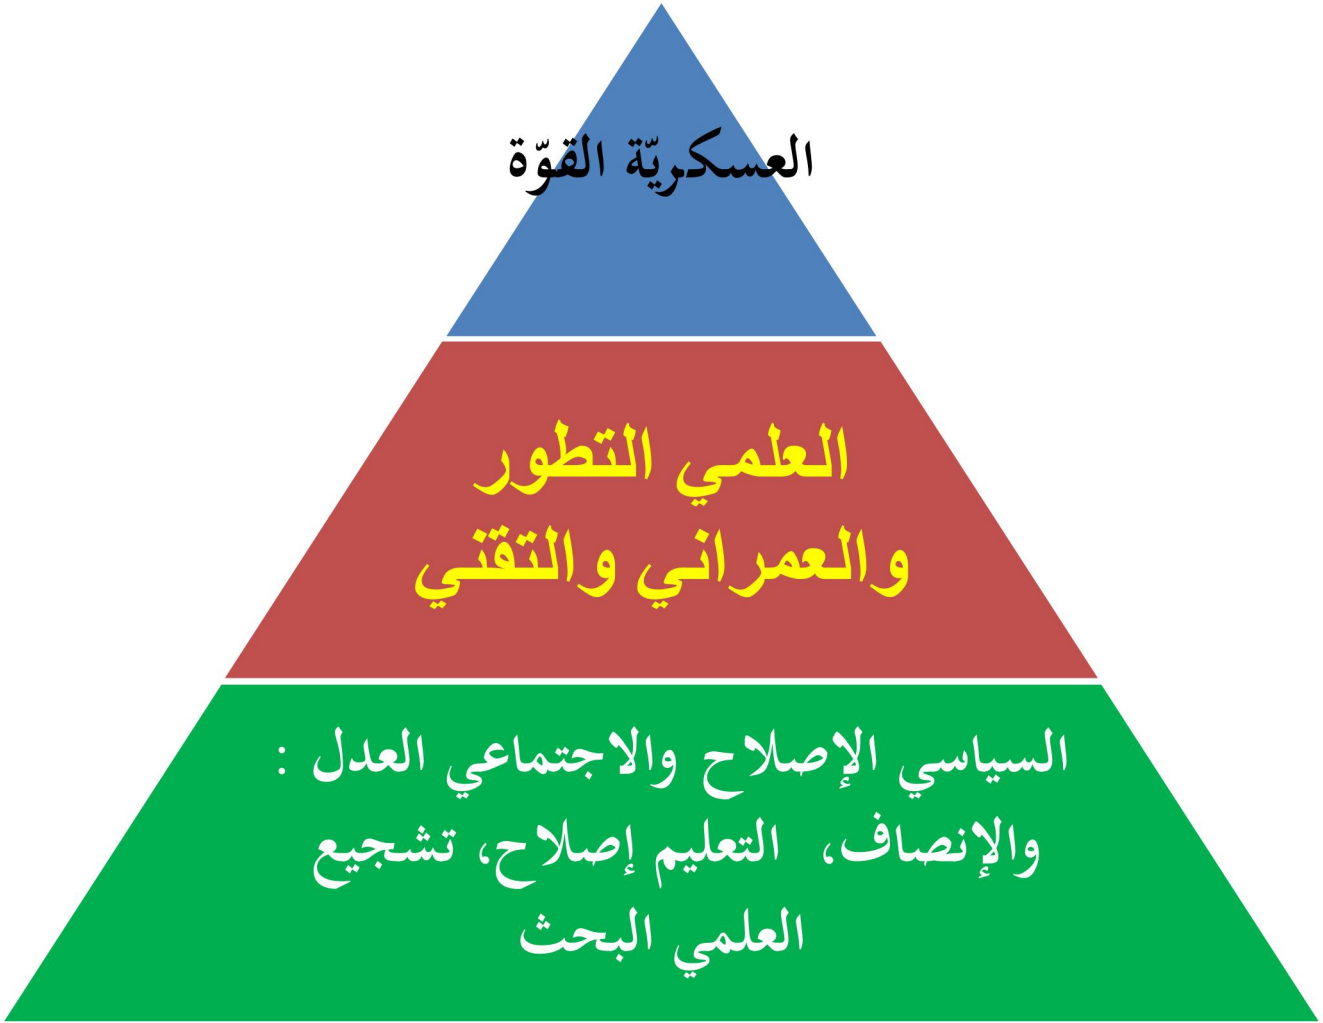 العسكريّة القوّة
العلمي التطور
والعمراني والتقني
السياسي الإصلاح والاجتماعي العدل :
والإنصاف، التعليم إصلاح، تشجيع
العلمي البحث